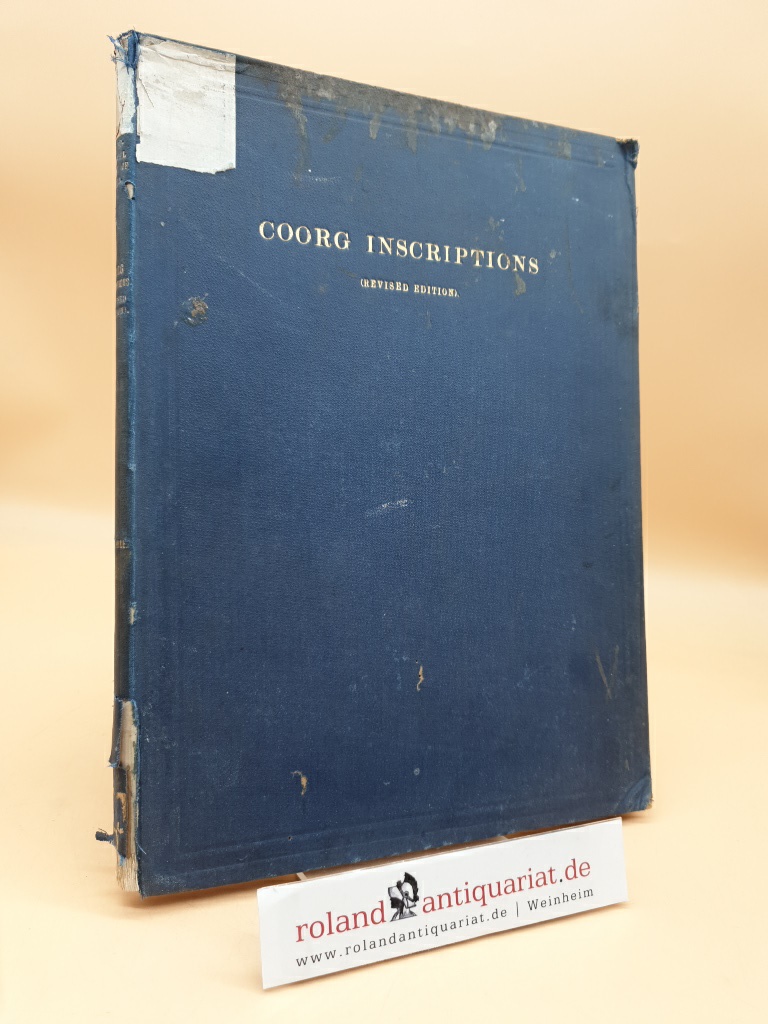 COORG INSCRIPTIONS
(REVISED EDITION).
roland antiquariat.de
www.rolandantiquariat.de | Weinheim